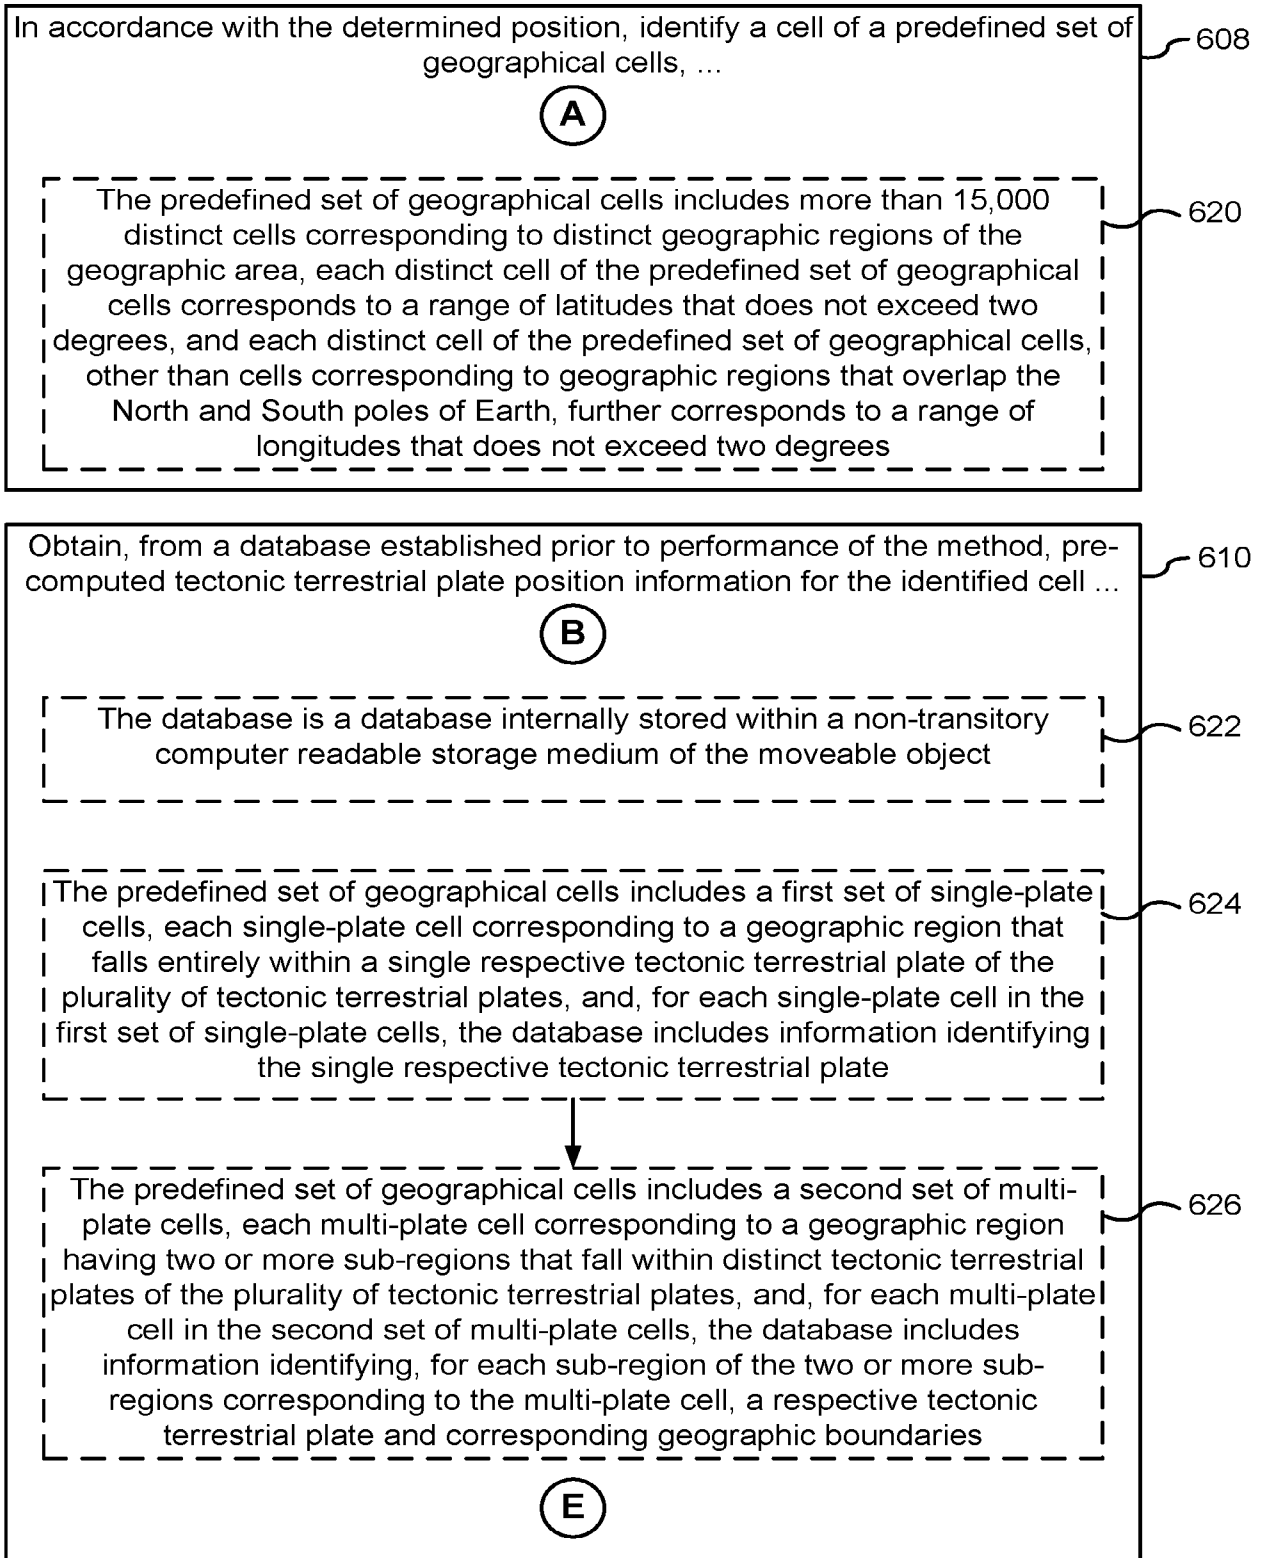 In accordance with the determined position, identify a cell of a predefined set of
geographical cells, ...
608
A
The predefined set of geographical cells includes more than 15,000
distinct cells corresponding to distinct geographic regions of the
geographic area, each distinct cell of the predefined set of geographical
cells corresponds to a range of latitudes that does not exceed two
degrees, and each distinct cell of the predefined set of geographical cells,
other than cells corresponding to geographic regions that overlap the
North and South poles of Earth, further corresponds to a range of
longitudes that does not exceed two degrees
620
Obtain, from a database established prior to performance of the method, pre-
computed tectonic terrestrial plate position information for the identified cell ...
610
B
The database is a database internally stored within a non-transitory
computer readable storage medium of the moveable object
622
The predefined set of geographical cells includes a first set of single-plate
cells, each single-plate cell corresponding to a geographic region that
falls entirely within a single respective tectonic terrestrial plate of the
plurality of tectonic terrestrial plates, and, for each single-plate cell in the
first set of single-plate cells, the database includes information identifying
the single respective tectonic terrestrial plate
624
The predefined set of geographical cells includes a second set of multi-
plate cells, each multi-plate cell corresponding to a geographic region
having two or more sub-regions that fall within distinct tectonic terrestrial
plates of the plurality of tectonic terrestrial plates, and, for each multi-plate
cell in the second set of multi-plate cells, the database includes
information identifying, for each sub-region of the two or more sub-
regions corresponding to the multi-plate cell, a respective tectonic
terrestrial plate and corresponding geographic boundaries
626
E